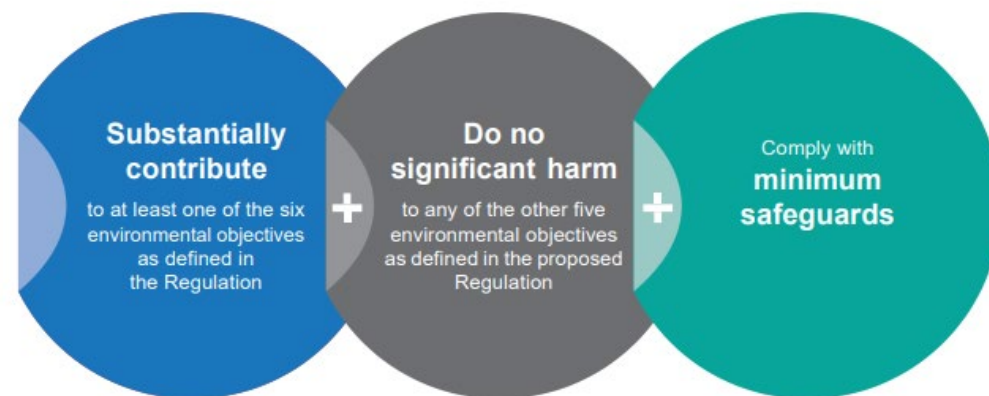 Substantially
contribute
to at least one of the six
environmental objectives
as defined in
the Regulation
+
Do no
significant harm
to any of the other five
environmental objectives
as defined in the proposed
Regulation
+
Comply with
minimum
safeguards